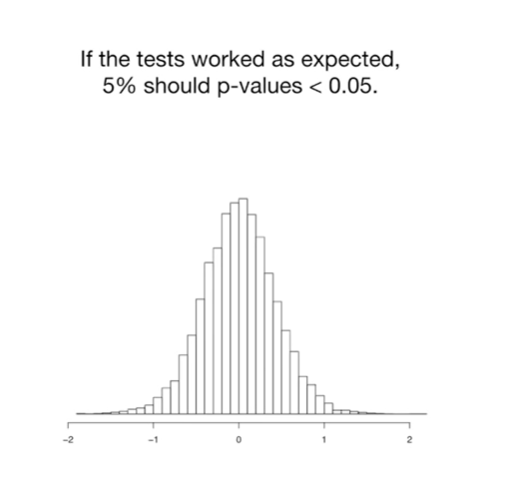 If the tests worked as expected,
5% should p-values < 0.05.
-2 -1 0 1 2